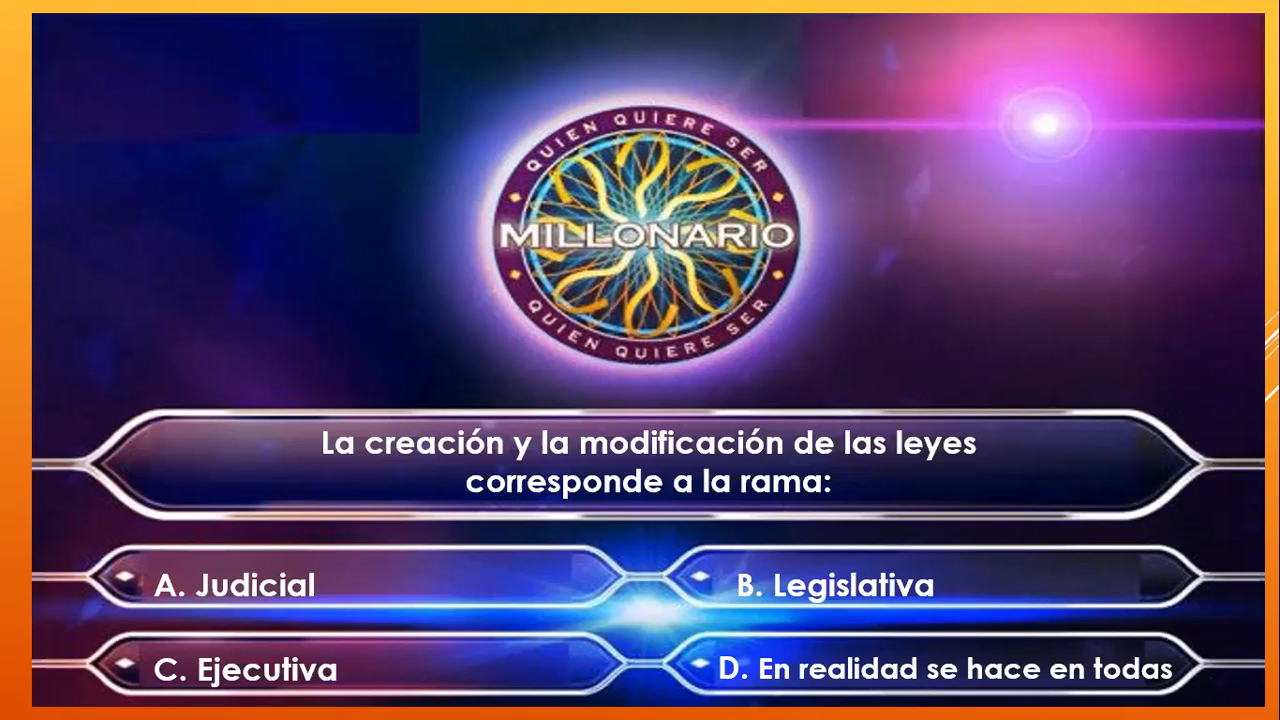 QUIEN QUIERE SER
MILLONARIO
QUIEN QUIERE SER
La creación y la modificación de las leyes
corresponde a la rama:
A. Judicial
B. Legislativa
C. Ejecutiva
D. En realidad se hace en todas